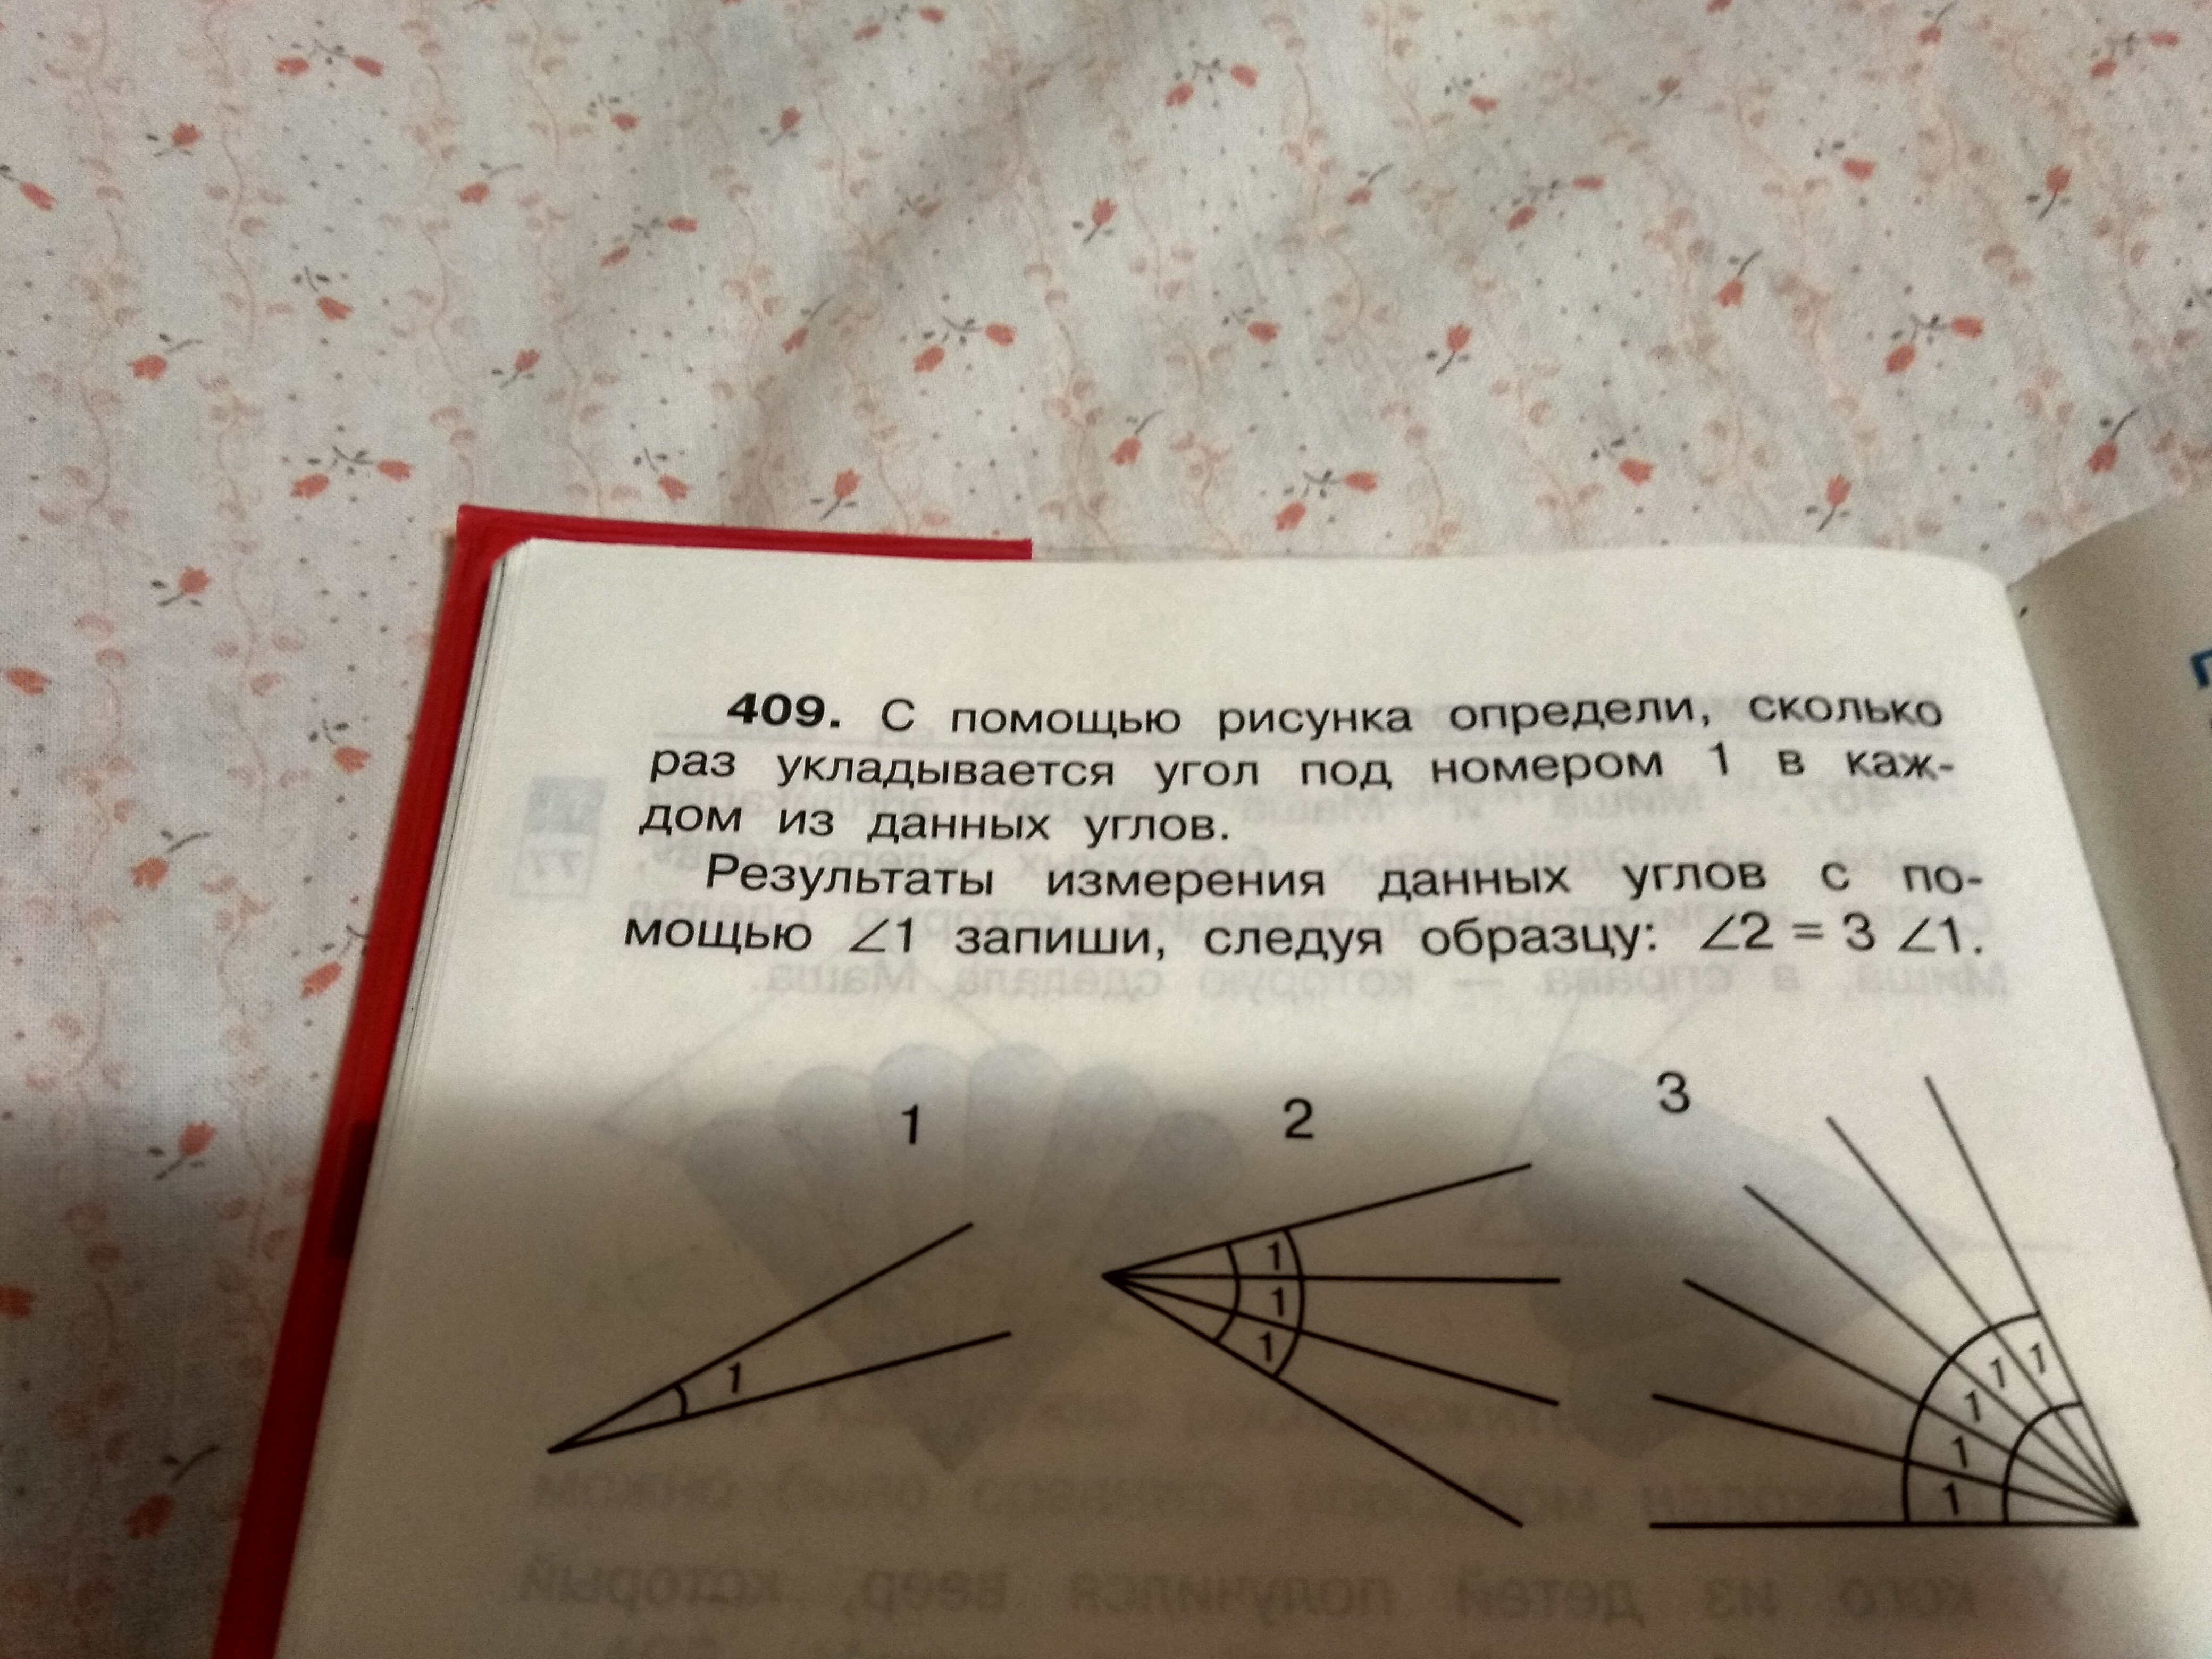 409. С помощью рисунка определи, сколько
раз укладывается угол под номером 1 в каж-
дом из данных углов.
Результаты измерения данных углов с по-
мощью ∠1 запиши, следуя образцу: ∠2 = 3 ∠1.
1 2 3
1
1
1
1
1
1
1
1
1